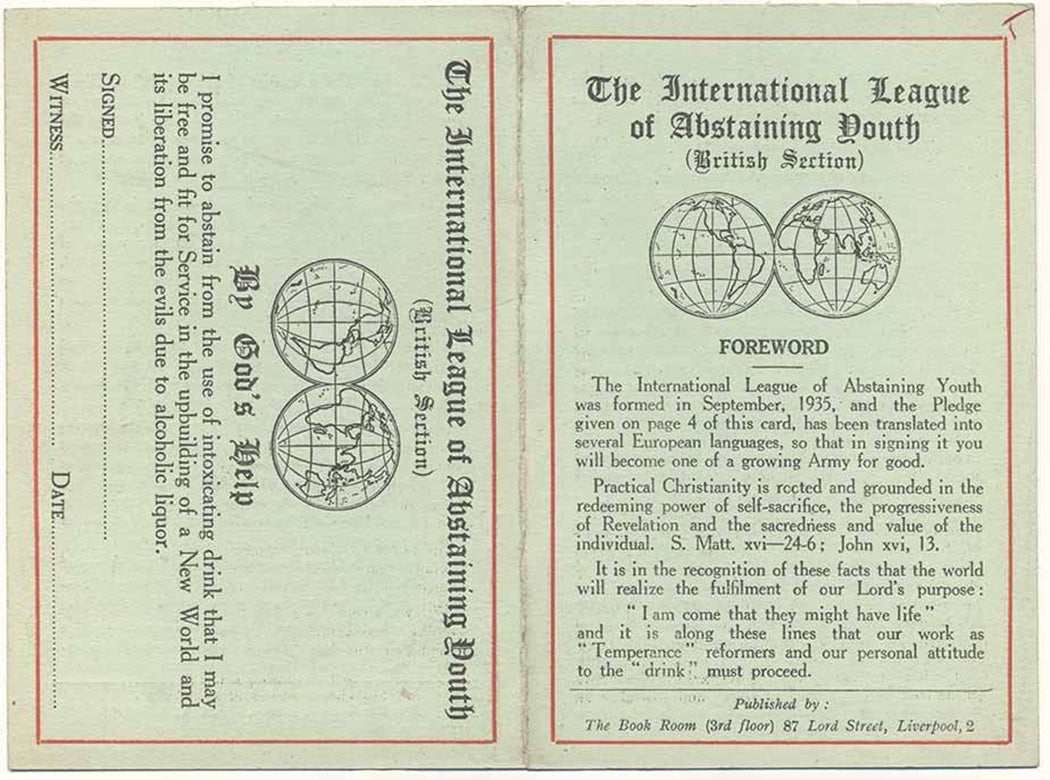 The International League of Abstaining Youth
(British Section)
By God's Help
I promise to abstain from the use of intoxicating drink that I may
be free and fit for Service in the upbuilding of a New World and
its liberation from the evils due to alcoholic liquor.
SIGNED..........................................................
WITNESS.......................................................... DATE..............................
The International League
of Abstaining Youth
(British Section)
FOREWORD
The International League of Abstaining Youth
was formed in September, 1935, and the Pledge
given on page 4 of this card, has been translated into
several European languages, so that in signing it you
will become one of a growing Army for good.
Practical Christianity is rooted and grounded in the
redeeming power of self-sacrifice, the progressiveness
of Revelation and the sacredness and value of the
individual. S. Matt. xvi—24-6; John xvi, 13.
It is in the recognition of these facts that the world
will realize the fulfilment of our Lord's purpose:
"I am come that they might have life"
and it is along these lines that our work as
"Temperance" reformers and our personal attitude
to the "drink" must proceed.
Published by:
The Book Room (3rd floor) 87 Lord Street, Liverpool, 2